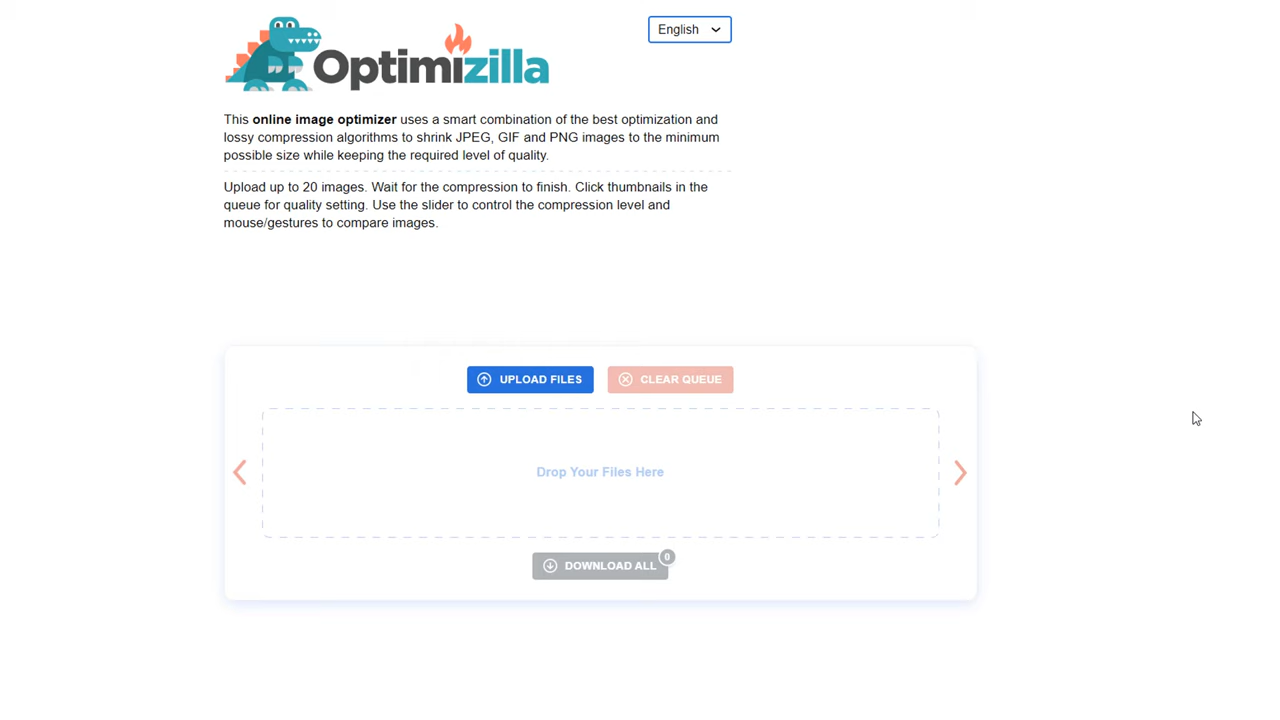 Optimizilla
English
This online image optimizer uses a smart combination of the best optimization and
lossy compression algorithms to shrink JPEG, GIF and PNG images to the minimum
possible size while keeping the required level of quality.
Upload up to 20 images. Wait for the compression to finish. Click thumbnails in the
queue for quality setting. Use the slider to control the compression level and
mouse/gestures to compare images.
UPLOAD FILES
CLEAR QUEUE
Drop Your Files Here
DOWNLOAD ALL
0